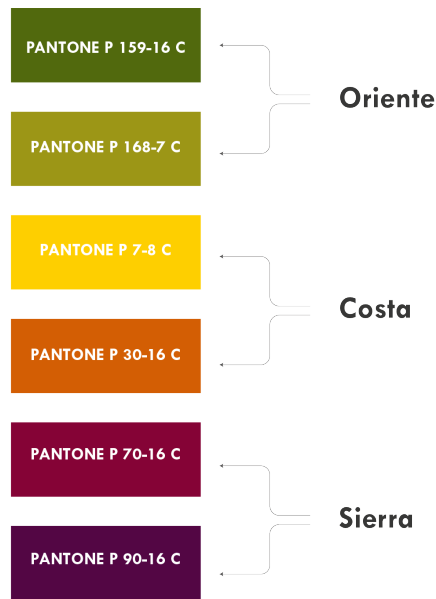 PANTONE P 159-16 C
Oriente
PANTONE P 168-7 C
PANTONE P 7-8 C
Costa
PANTONE P 30-16 C
PANTONE P 70-16 C
Sierra
PANTONE P 90-16 C